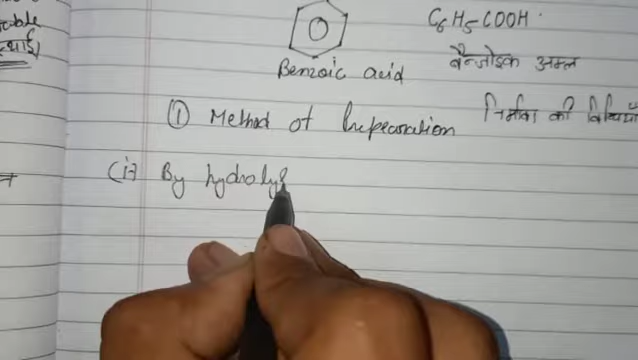 C6H5COOH
Benzoic acid बैन्जोइक अम्ल
① Method of Preparation निर्माण की विधियाँ
(i) By hydrolys